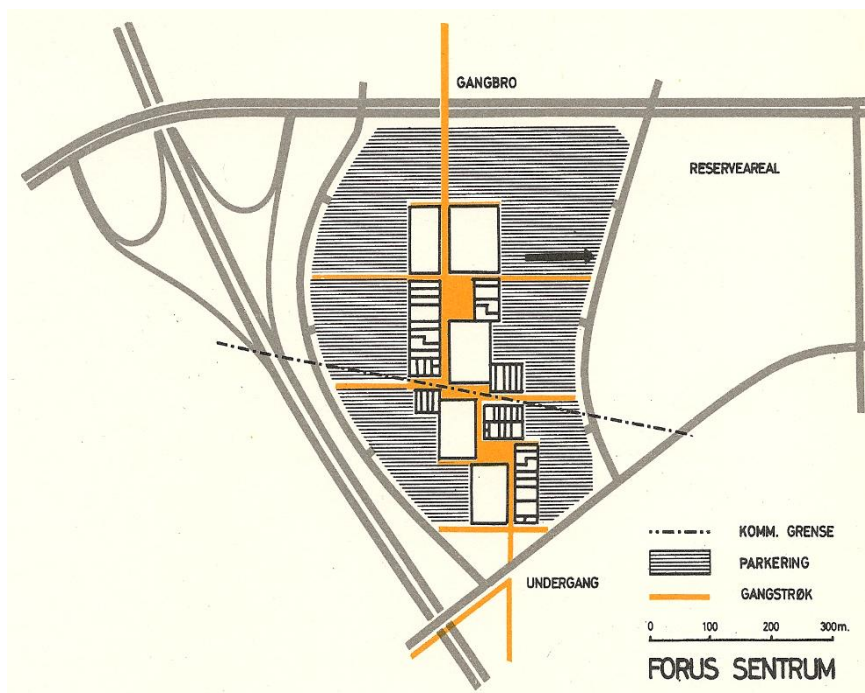 GANGBRO
RESERVEAREAL
UNDERGANG
KOMM. GRENSE
PARKERING
GANGSTRØK
0 100 200 300m.
FORUS SENTRUM